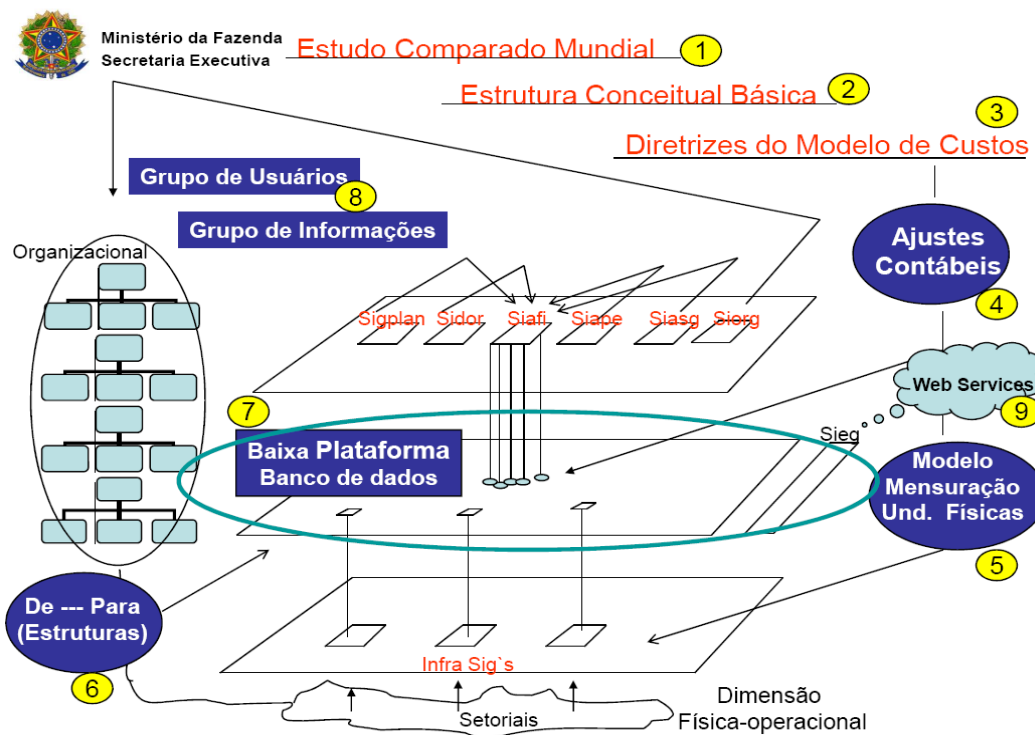 Ministério da Fazenda
Secretaria Executiva
Estudo Comparado Mundial
1
Estrutura Conceitual Básica
2
3
Diretrizes do Modelo de Custos
Grupo de Usuários
8
Grupo de Informações
Organizacional
Ajustes
Contábeis
4
Sigplan Sidor Siafi Siape Siasg Siorg
Web Services
9
7
Baixa Plataforma
Banco de dados
Sieg
Modelo
Mensuração
Und. Físicas
5
De --- Para
(Estruturas)
6
Infra Sig`s
Setoriais
Dimensão
Física-operacional